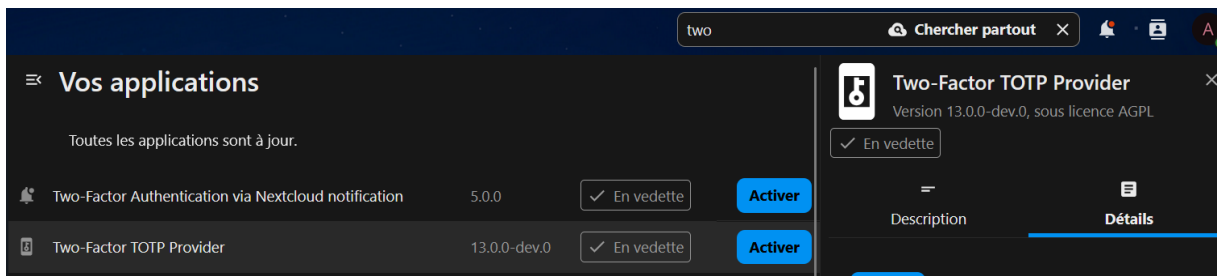 two
Chercher partout
A
Vos applications
Toutes les applications sont à jour.
Two-Factor Authentication via Nextcloud notification 5.0.0 En vedette Activer
Two-Factor TOTP Provider 13.0.0-dev.0 En vedette Activer
Two-Factor TOTP Provider
Version 13.0.0-dev.0, sous licence AGPL
En vedette
Description
Détails